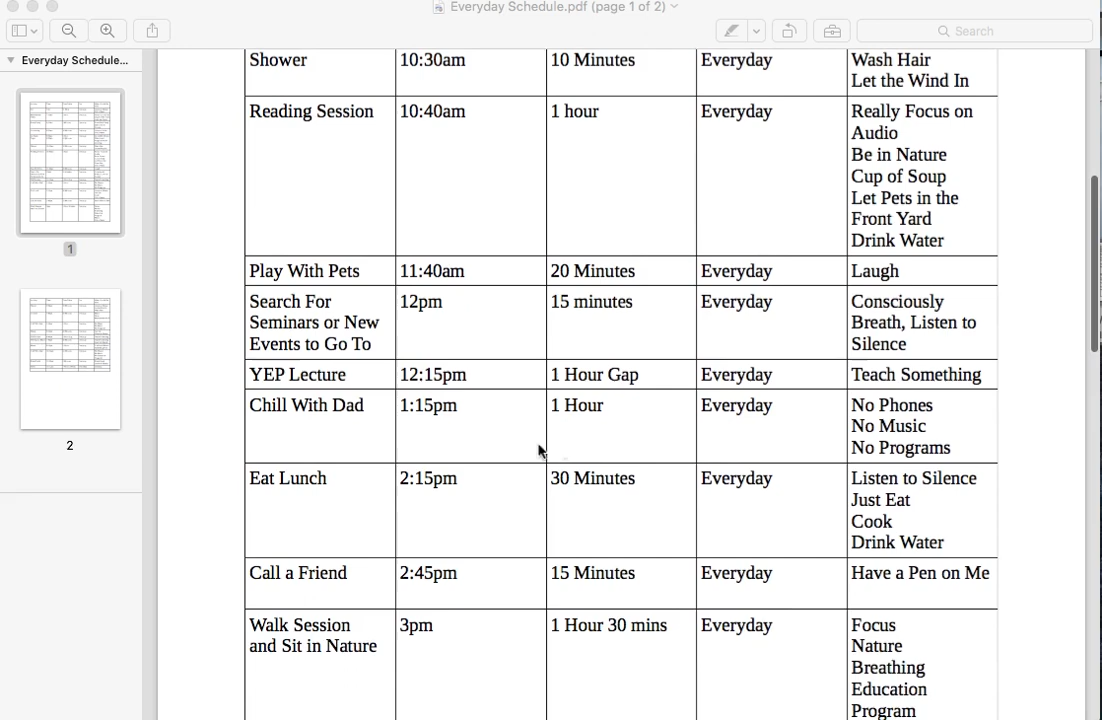 Everyday Schedule.pdf (page 1 of 2)
Search
Everyday Schedule...
1
2
Shower 10:30am 10 Minutes Everyday Wash Hair
Let the Wind In
Reading Session 10:40am 1 hour Everyday Really Focus on
Audio
Be in Nature
Cup of Soup
Let Pets in the
Front Yard
Drink Water
Play With Pets 11:40am 20 Minutes Everyday Laugh
Search For 12pm 15 minutes Everyday Consciously
Seminars or New Breath, Listen to
Events to Go To Silence
YEP Lecture 12:15pm 1 Hour Gap Everyday Teach Something
Chill With Dad 1:15pm 1 Hour Everyday No Phones
No Music
No Programs
Eat Lunch 2:15pm 30 Minutes Everyday Listen to Silence
Just Eat
Cook
Drink Water
Call a Friend 2:45pm 15 Minutes Everyday Have a Pen on Me
Walk Session 3pm 1 Hour 30 mins Everyday Focus
and Sit in Nature Nature
Breathing
Education
Program